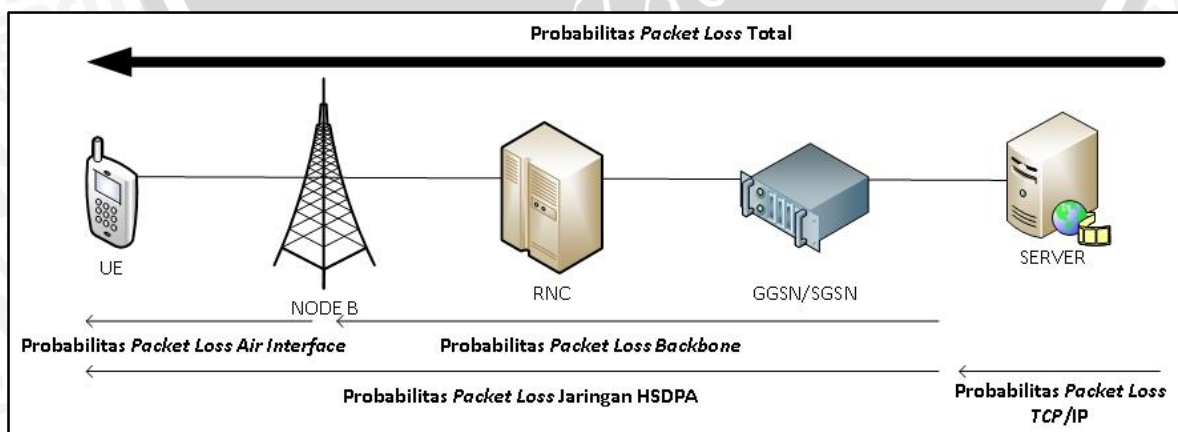 Probabilitas Packet Loss Total
UE
NODE B
RNC
GGSN/SGSN
SERVER
Probabilitas Packet Loss Air Interface
Probabilitas Packet Loss Backbone
Probabilitas Packet Loss Jaringan HSDPA
Probabilitas Packet Loss
TCP/IP